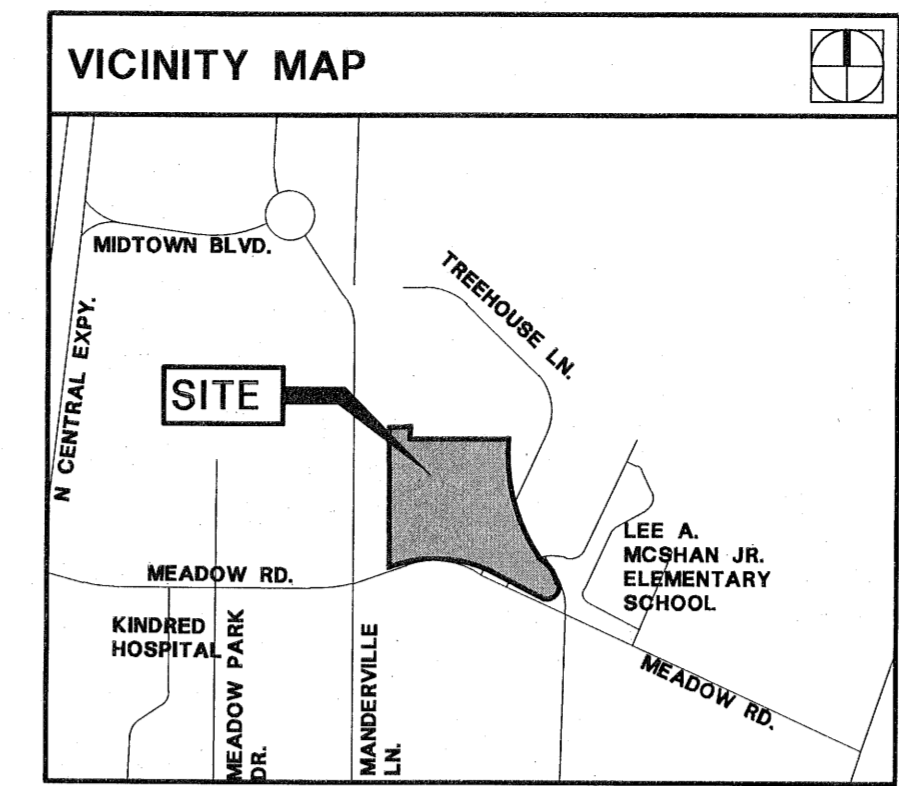 VICINITY MAP
MIDTOWN BLVD.
TREEHOUSE LN.
N CENTRAL EXPY.
SITE
LEE A.
MCSHAN JR.
ELEMENTARY
SCHOOL
MEADOW RD.
KINDRED
HOSPITAL
MEADOW PARK
DR.
MANDERVILLE
LN.
MEADOW RD.